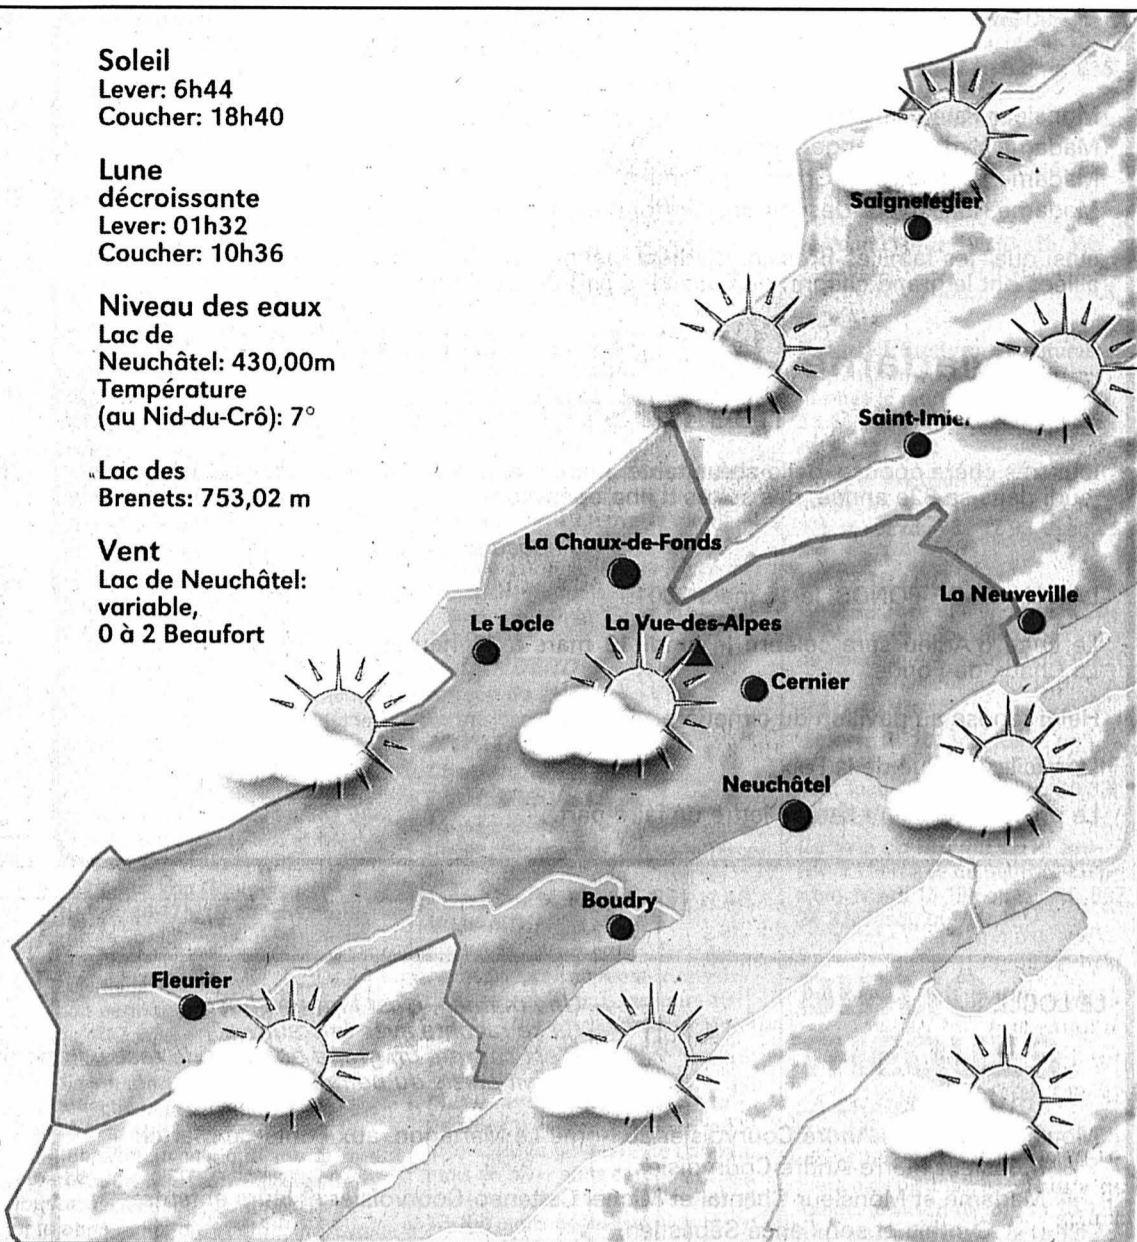 Soleil
Lever: 6h44
Coucher: 18h40
Lune
décroissante
Lever: 01h32
Coucher: 10h36
Niveau des eaux
Lac de
Neuchâtel: 430,00m
Température
(au Nid-du-Crô): 7°
Lac des
Brenets: 753,02 m
Vent
Lac de Neuchâtel:
variable,
0 à 2 Beaufort
Saignelégier
Saint-Imier
La Chaux-de-Fonds
La Neuveville
Le Locle
La Vue-des-Alpes
Cernier
Neuchâtel
Boudry
Fleurier